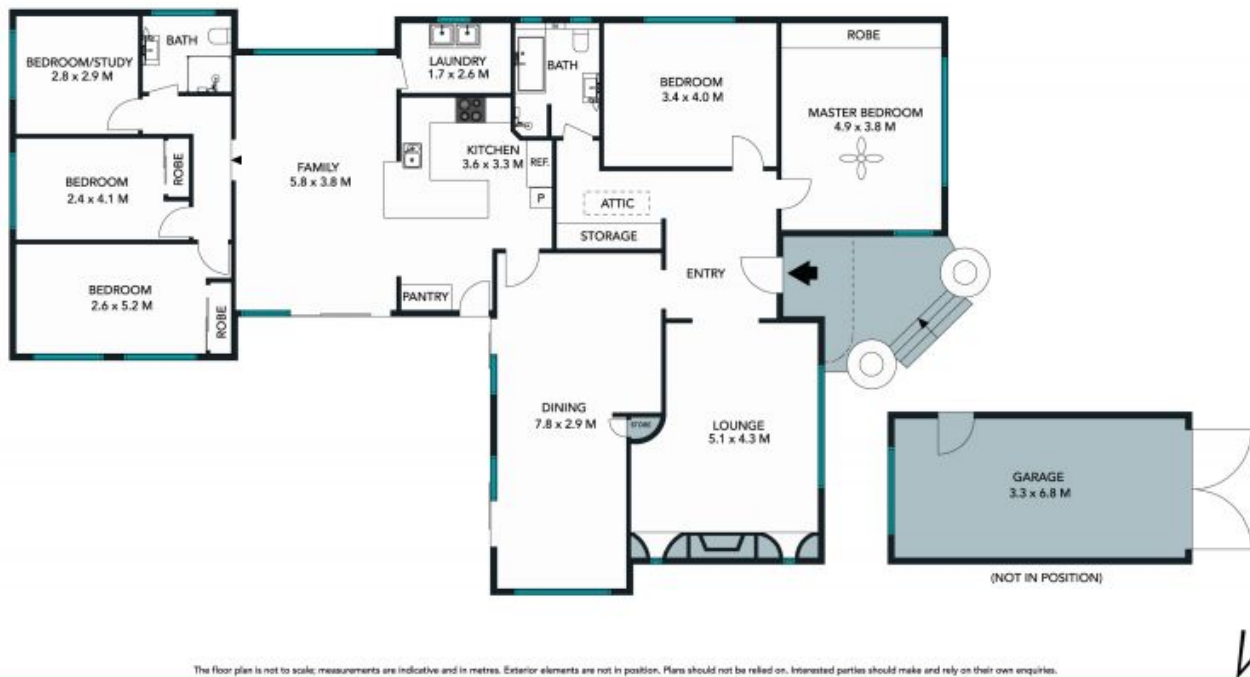 BEDROOM/STUDY
2.8 x 2.9 M
BATH
LAUNDRY
1.7 x 2.6 M
BATH
BEDROOM
3.4 x 4.0 M
ROBE
MASTER BEDROOM
4.9 x 3.8 M
BEDROOM
2.4 x 4.1 M
ROBE
FAMILY
5.8 x 3.8 M
KITCHEN
3.6 x 3.3 M
REF.
P
ATTIC
STORAGE
BEDROOM
2.6 x 5.2 M
ROBE
PANTRY
ENTRY
DINING
7.8 x 2.9 M
STORE
LOUNGE
5.1 x 4.3 M
GARAGE
3.3 x 6.8 M
(NOT IN POSITION)
The floor plan is not to scale; measurements are indicative and in metres. Exterior elements are not in position. Plans should not be relied on. Interested parties should make and rely on their own enquiries.